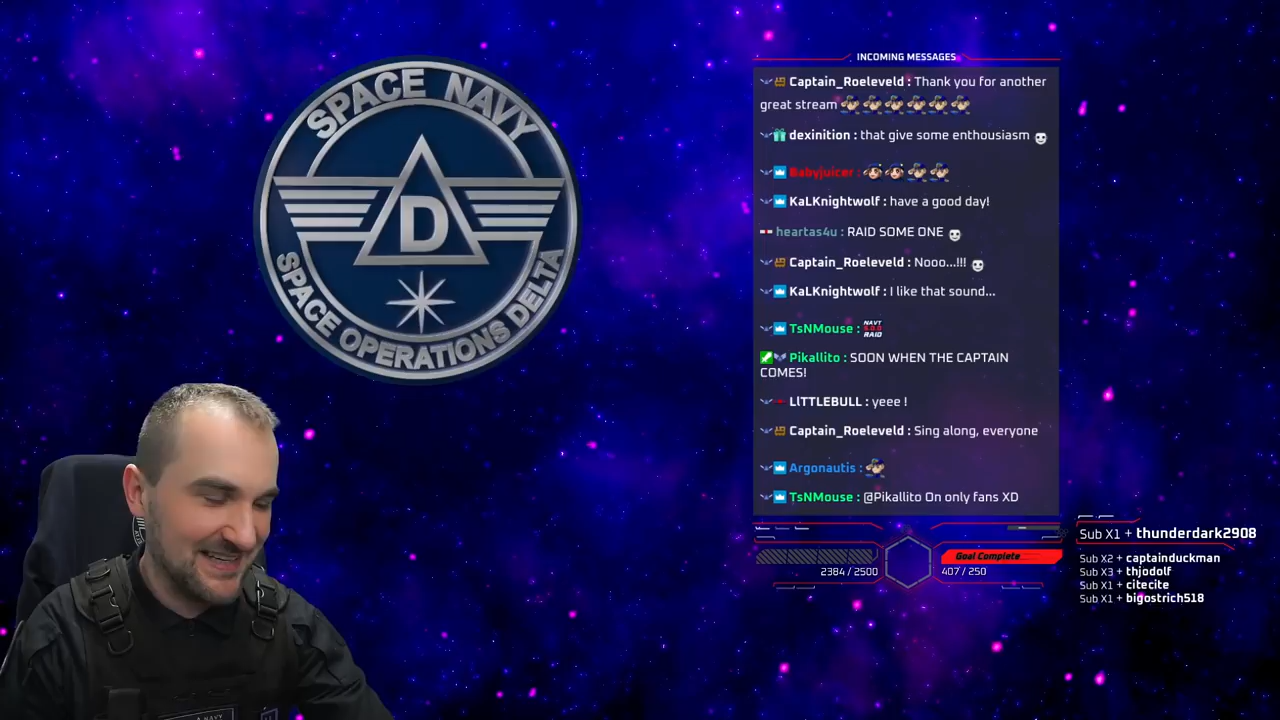 SPACE NAVY
D
SPACE OPERATIONS DELTA
INCOMING MESSAGES
Captain_Roeleveld : Thank you for another
great stream
dexinition : that give some enthousiasm
Babyjuicer :
KaLKnightwolf : have a good day!
heartas4u : RAID SOME ONE
Captain_Roeleveld : Nooo...!!!
KaLKnightwolf : I like that sound...
TsNMouse : NAVY S.O.D RAID
Pikallito : SOON WHEN THE CAPTAIN
COMES!
LITTLEBULL : yeee !
Captain_Roeleveld : Sing along, everyone
Argonautis :
TsNMouse : @Pikallito On only fans XD
Goal Complete
2384 / 2500
407 / 250
Sub X1 + thunderdark2908
Sub X2 + captainduckman
Sub X3 + thjodolf
Sub X1 + citecite
Sub X1 + bigostrich518